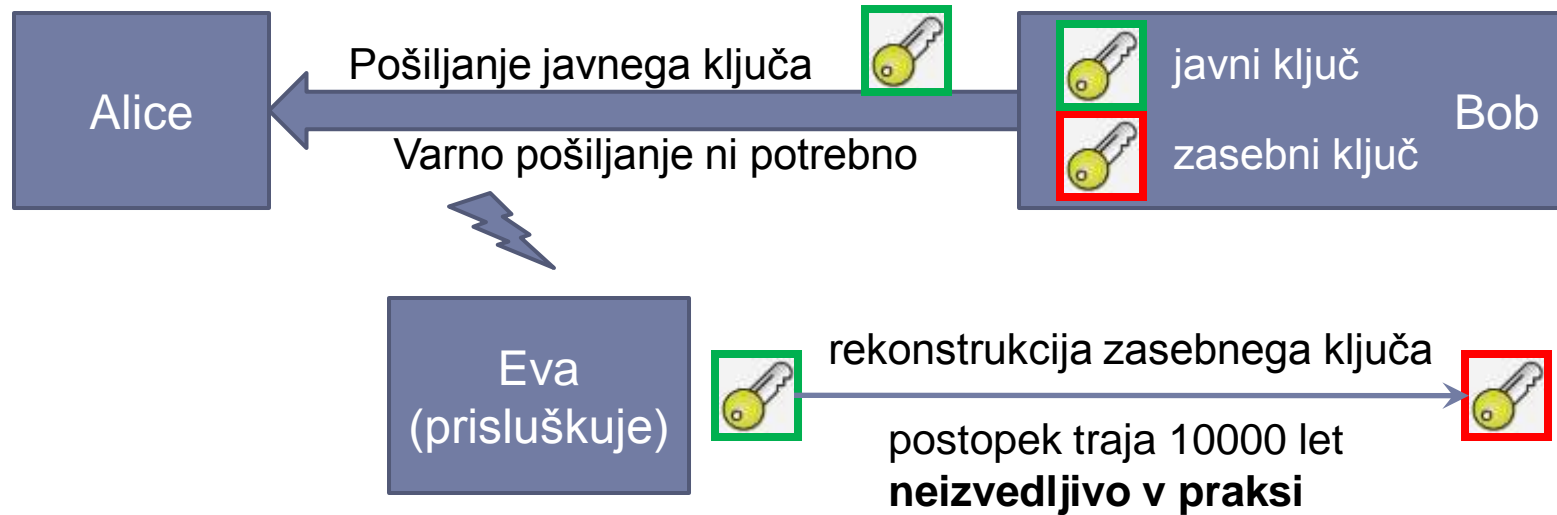 Alice
Pošiljanje javnega ključa
Varno pošiljanje ni potrebno
javni ključ
zasebni ključ
Bob
Eva
(prisluškuje)
rekonstrukcija zasebnega ključa
postopek traja 10000 let
neizvedljivo v praksi